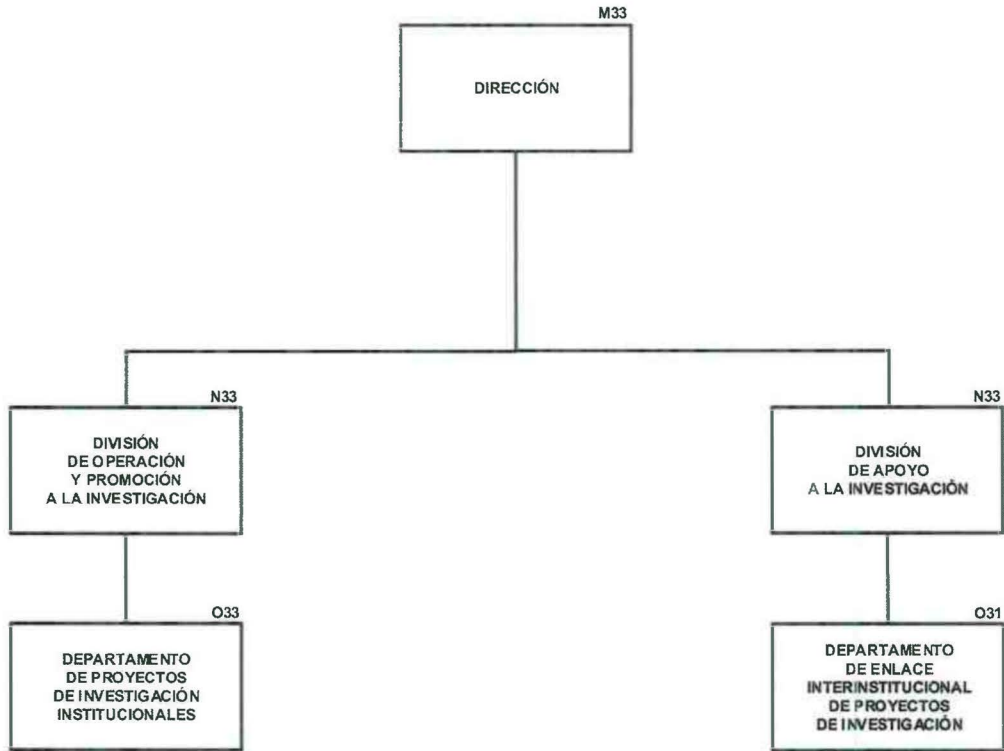 M33
DIRECCIÓN
N33
DIVISIÓN
DE OPERACIÓN
Y PROMOCIÓN
A LA INVESTIGACIÓN
N33
DIVISIÓN
DE APOYO
A LA INVESTIGACIÓN
O33
DEPARTAMENTO
DE PROYECTOS
DE INVESTIGACIÓN
INSTITUCIONALES
O31
DEPARTAMENTO
DE ENLACE
INTERINSTITUCIONAL
DE PROYECTOS
DE INVESTIGACIÓN